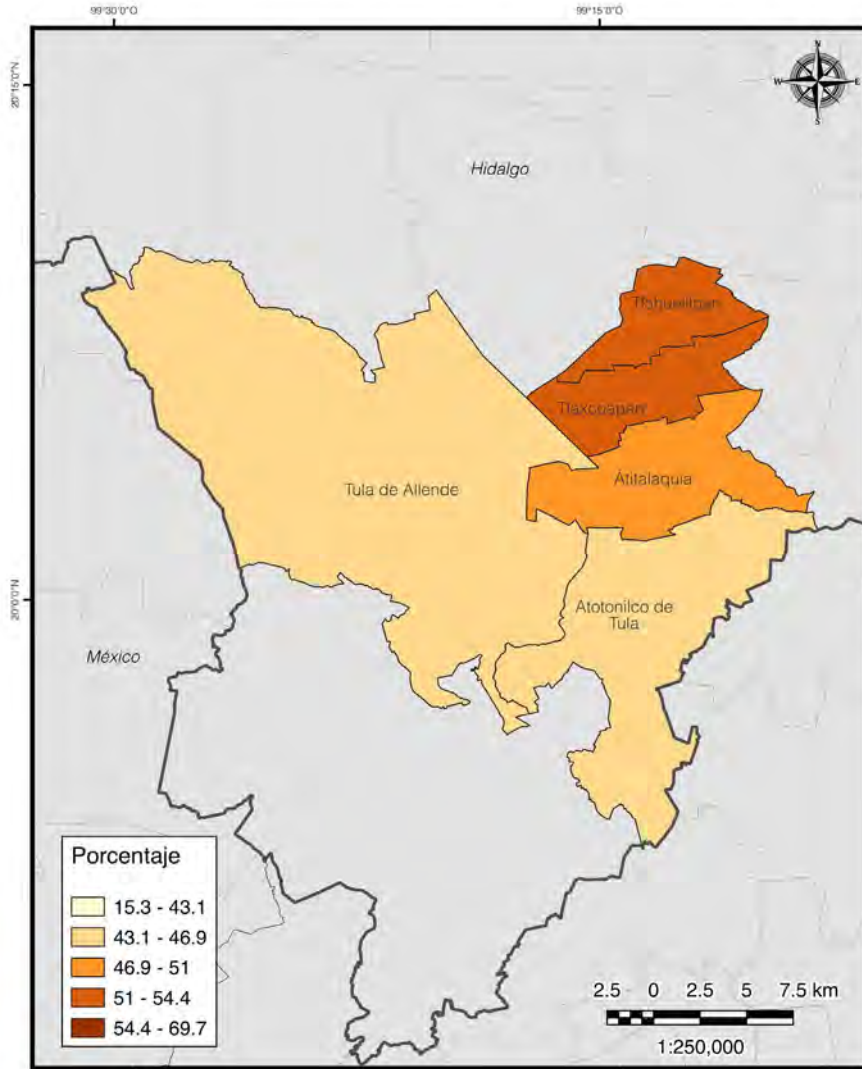 99°30'0"O
99°15'0"O
20°15'0"N
N
W
E
S
Hidalgo
Tlahuelilpan
Tlaxcoapan
Atitalaquia
Tula de Allende
20°0'0"N
Atotonilco de
Tula
México
Porcentaje
15.3 - 43.1
43.1 - 46.9
46.9 - 51
51 - 54.4
54.4 - 69.7
2.5 0 2.5 5 7.5 km
1:250,000